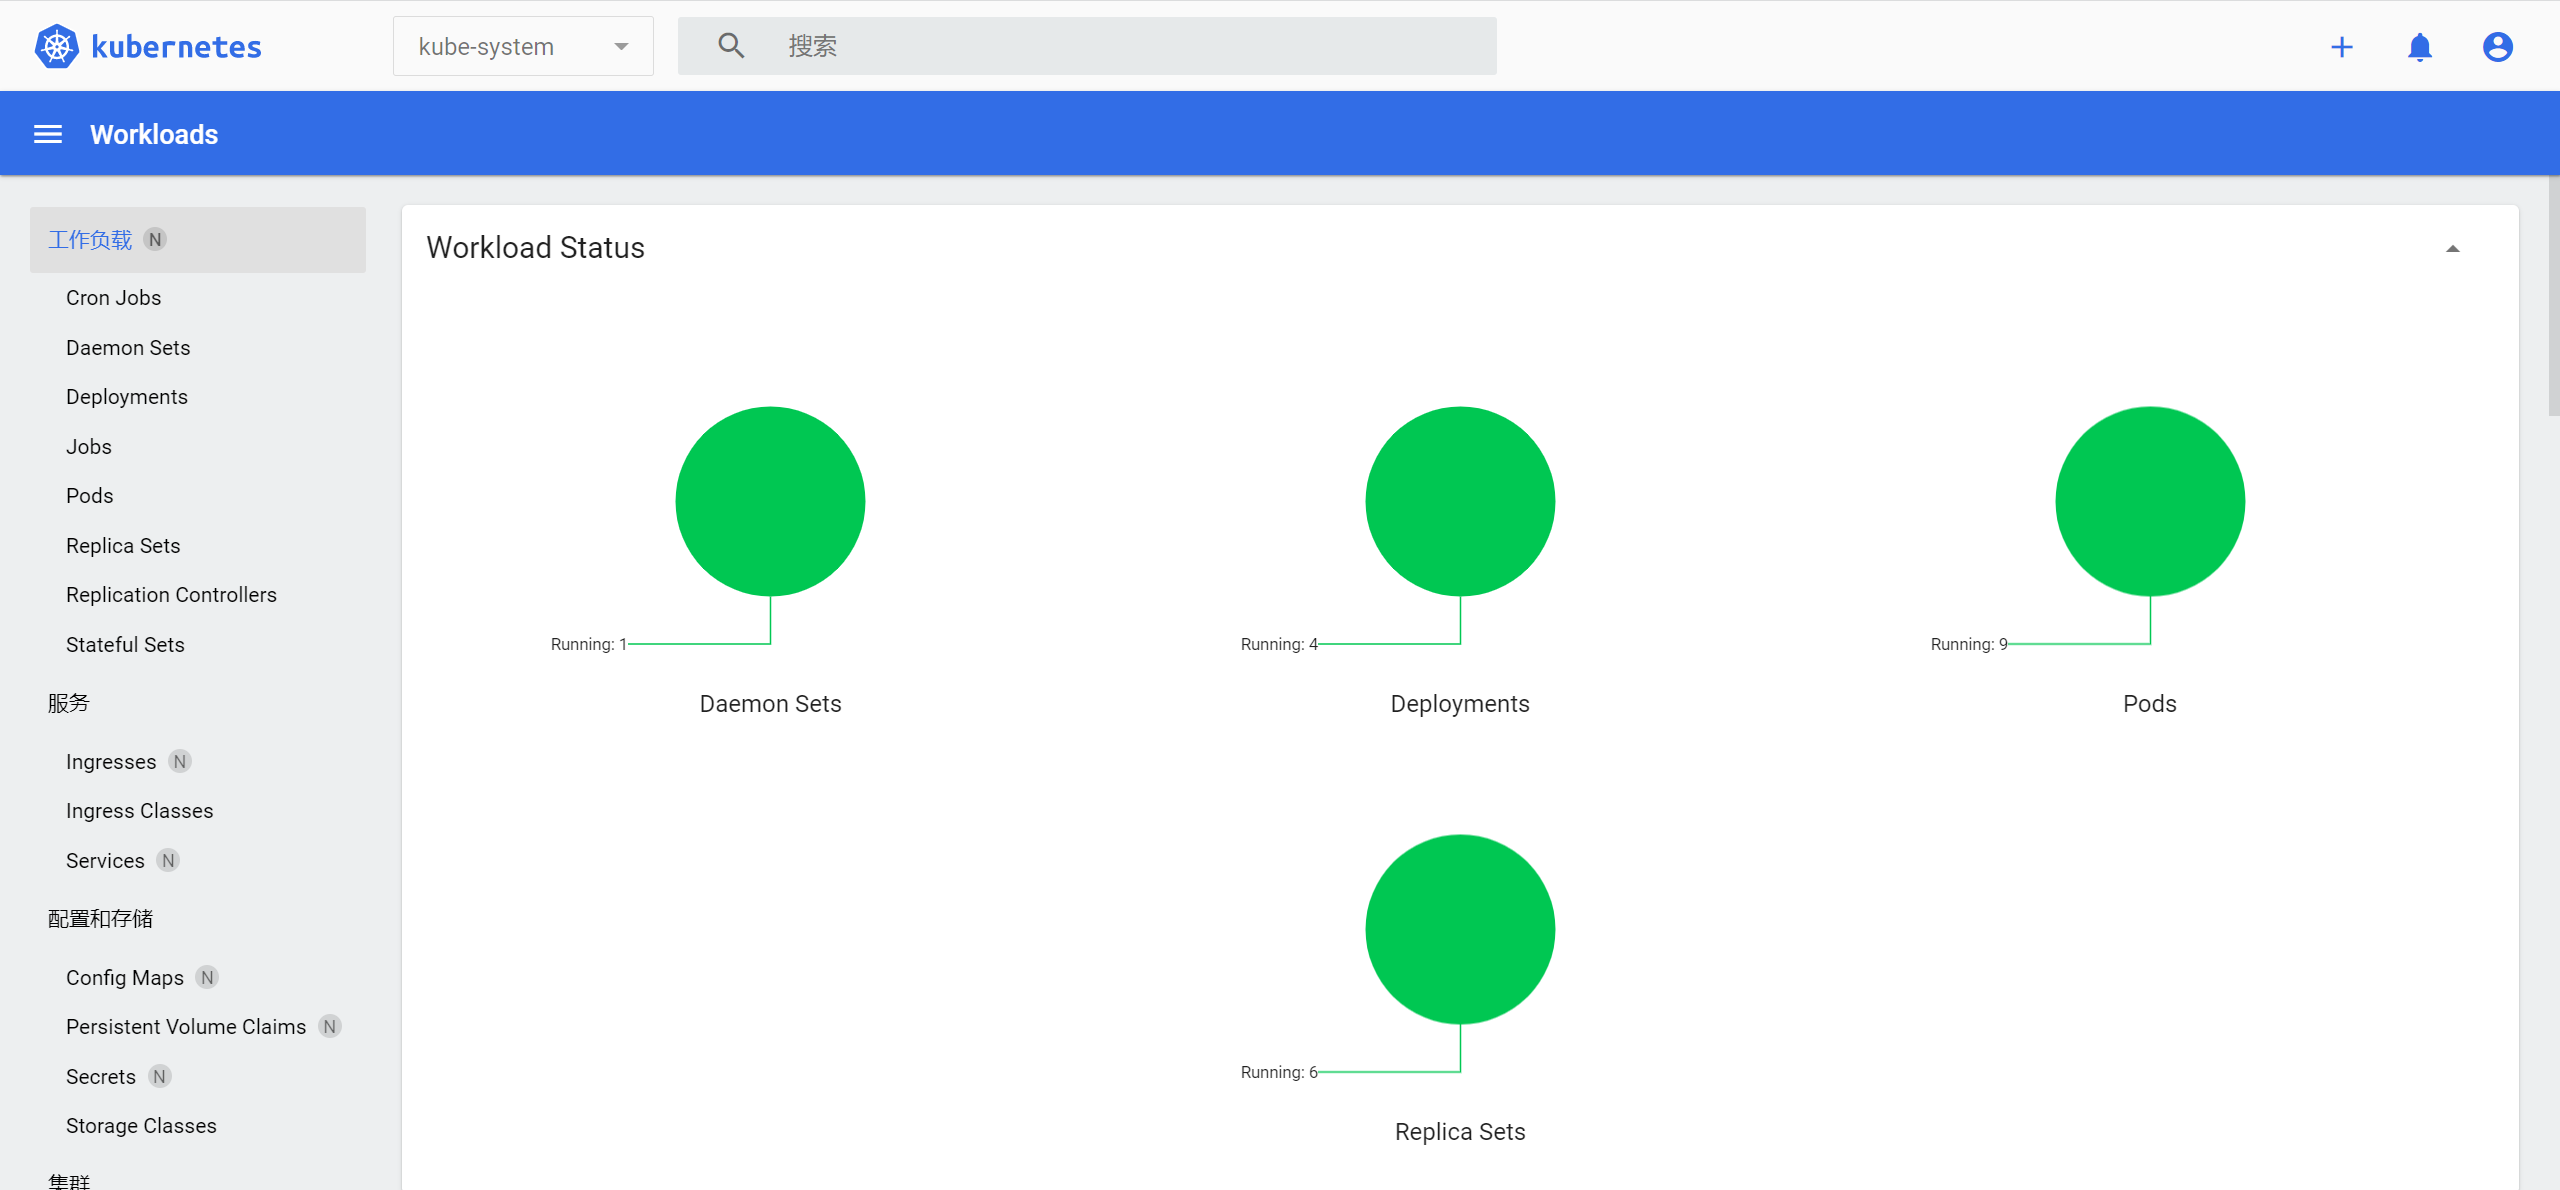 kubernetes
kube-system
搜索
Workloads
工作负载 N
Cron Jobs
Daemon Sets
Deployments
Jobs
Pods
Replica Sets
Replication Controllers
Stateful Sets
服务
Ingresses N
Ingress Classes
Services N
配置和存储
Config Maps N
Persistent Volume Claims N
Secrets N
Storage Classes
集群
Workload Status
Running: 1
Daemon Sets
Running: 4
Deployments
Running: 9
Pods
Running: 6
Replica Sets